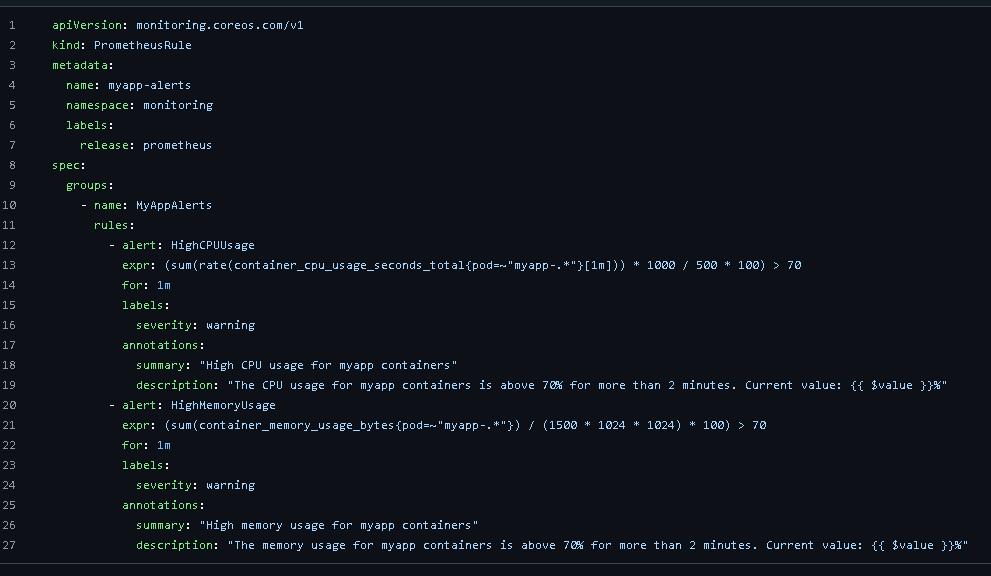 1 apiVersion: monitoring.coreos.com/v1
2 kind: PrometheusRule
3 metadata:
4   name: myapp-alerts
5   namespace: monitoring
6   labels:
7     release: prometheus
8 spec:
9   groups:
10     - name: MyAppAlerts
11       rules:
12         - alert: HighCPUUsage
13           expr: (sum(rate(container_cpu_usage_seconds_total{pod=~"myapp-.*"}[1m])) * 1000 / 500 * 100) > 70
14           for: 1m
15           labels:
16             severity: warning
17           annotations:
18             summary: "High CPU usage for myapp containers"
19             description: "The CPU usage for myapp containers is above 70% for more than 2 minutes. Current value: {{ $value }}%"
20         - alert: HighMemoryUsage
21           expr: (sum(container_memory_usage_bytes{pod=~"myapp-.*"}) / (1500 * 1024 * 1024) * 100) > 70
22           for: 1m
23           labels:
24             severity: warning
25           annotations:
26             summary: "High memory usage for myapp containers"
27             description: "The memory usage for myapp containers is above 70% for more than 2 minutes. Current value: {{ $value }}%"